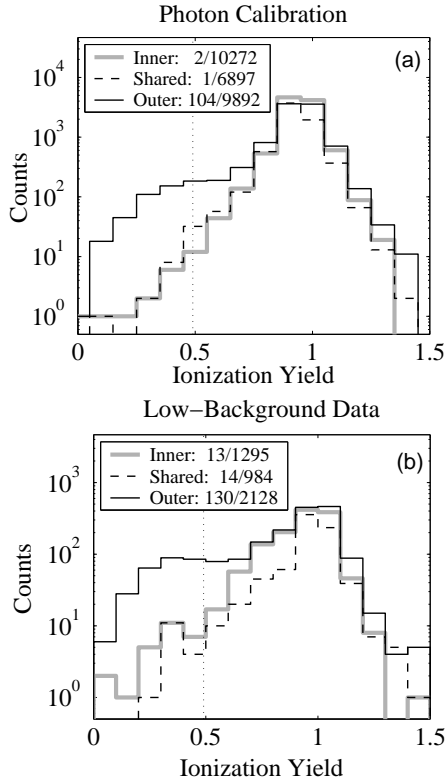 Photon Calibration
(a)
Inner: 2/10272
Shared: 1/6897
Outer: 104/9892
10^4
10^3
10^2
10^1
10^0
Counts
0 0.5 1 1.5
Ionization Yield
Low−Background Data
(b)
Inner: 13/1295
Shared: 14/984
Outer: 130/2128
10^3
10^2
10^1
10^0
Counts
0 0.5 1 1.5
Ionization Yield